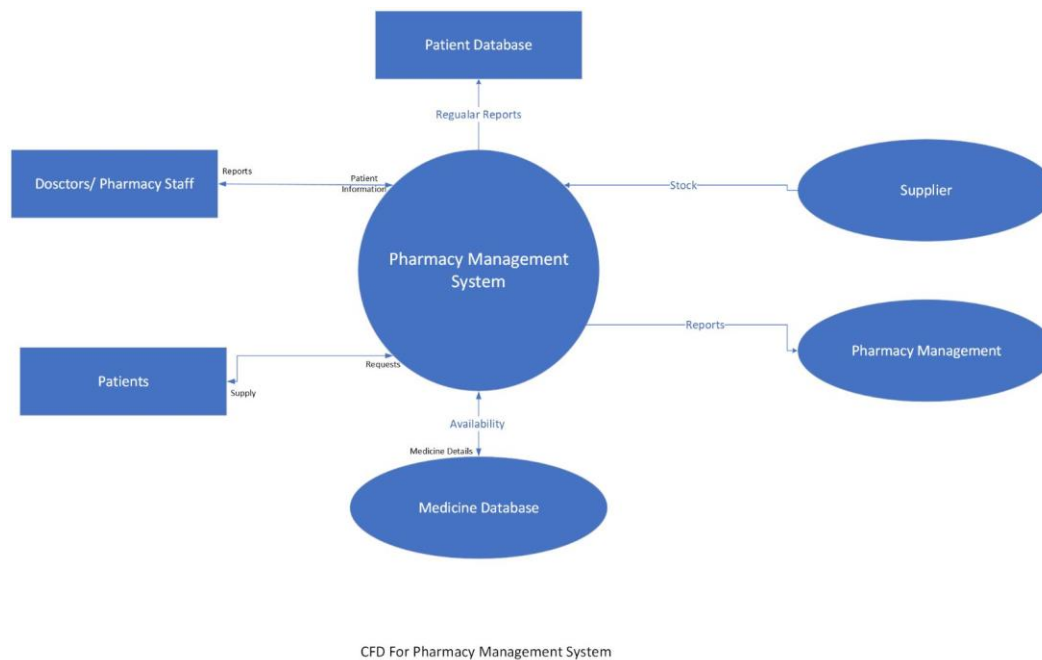 Patient Database
Regualar Reports
Dosctors/ Pharmacy Staff
Reports
Patient
Information
Stock
Supplier
Pharmacy Management
System
Reports
Pharmacy Management
Patients
Supply
Requests
Availability
Medicine Details
Medicine Database
CFD For Pharmacy Management System